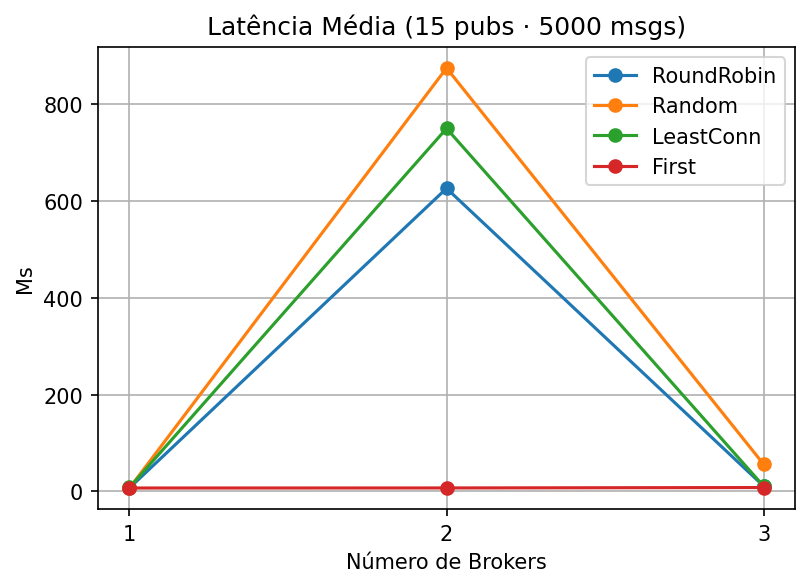 Latência Média (15 pubs · 5000 msgs)
RoundRobin
Random
LeastConn
First
Ms
800
600
400
200
0
1
2
3
Número de Brokers